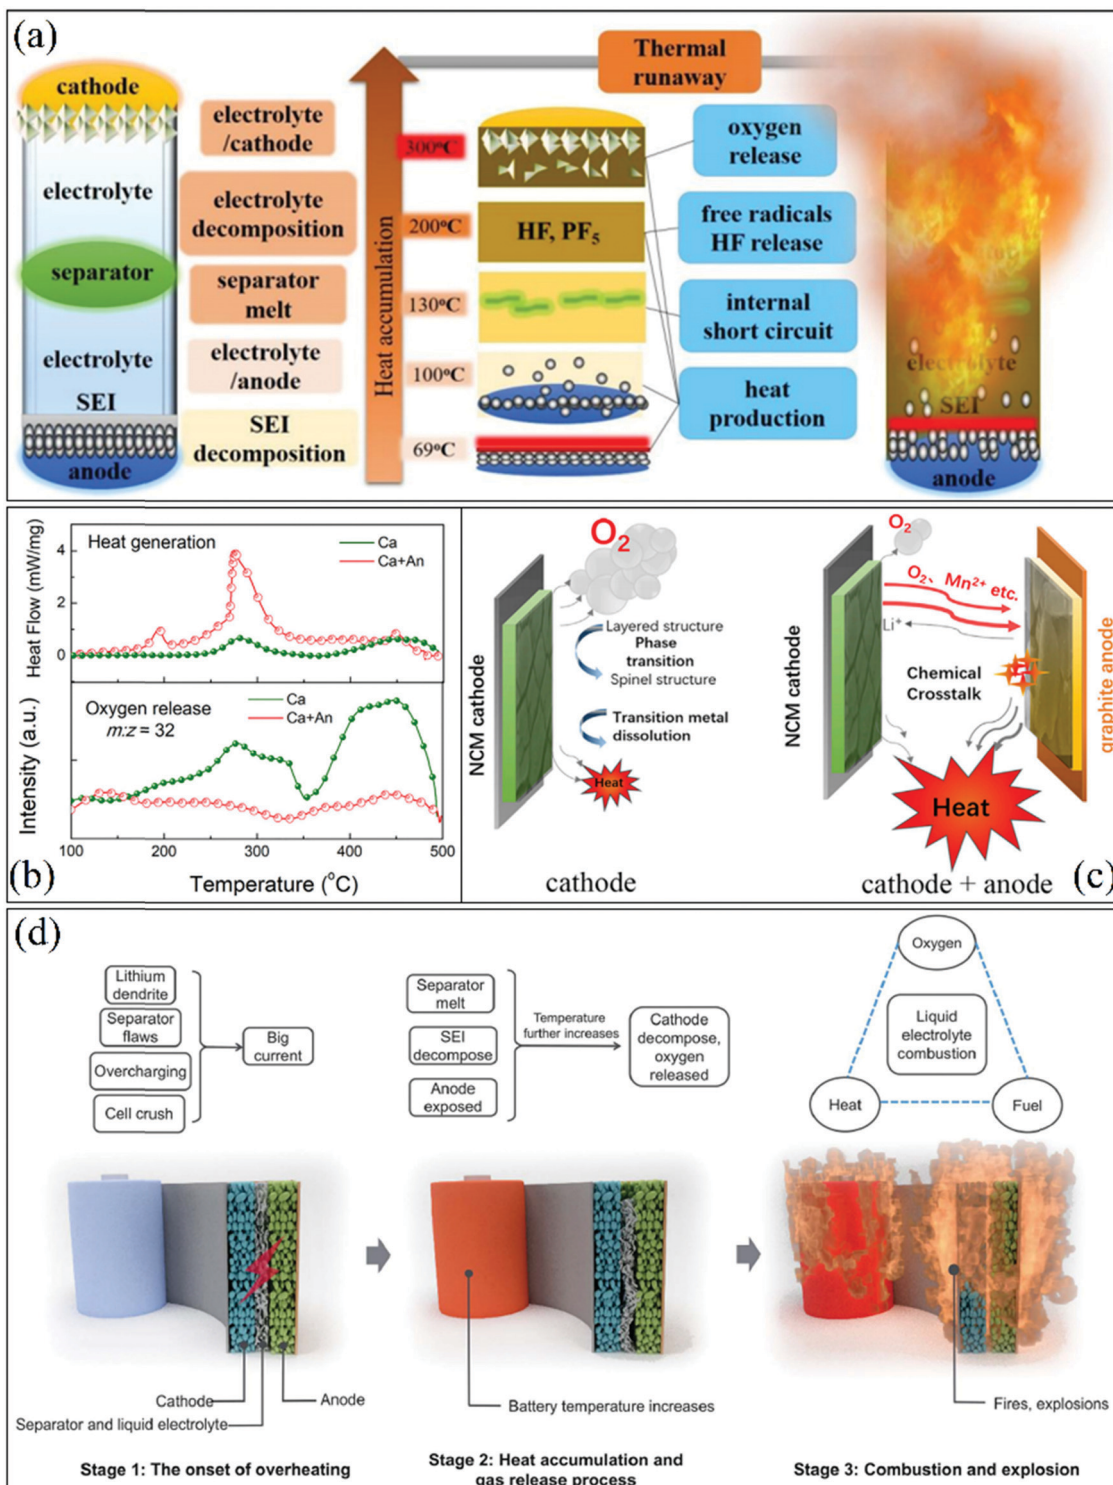 (a)
cathode
electrolyte
separator
electrolyte
SEI
anode
electrolyte
/cathode
electrolyte
decomposition
separator
melt
electrolyte
/anode
SEI
decomposition
Heat accumulation
Thermal
runaway
300°C
200°C
130°C
100°C
69°C
HF, PF₅
oxygen
release
free radicals
HF release
internal
short circuit
heat
production
electrolyte
SEI
anode
(b)
Heat Flow (mW/mg)
4
2
0
Heat generation
Ca
Ca+An
Intensity (a.u.)
Oxygen release
m:z = 32
Ca
Ca+An
100
200
300
400
500
Temperature (°C)
(c)
NCM cathode
O₂
Layered structure
Phase
transition
Spinel structure
Transition metal
dissolution
Heat
cathode
NCM cathode
O₂
O₂、Mn²⁺ etc.
Li⁺
Chemical
Crosstalk
Heat
graphite anode
cathode + anode
(d)
Lithium
dendrite
Separator
flaws
Overcharging
Cell crush
Big
current
Separator
melt
SEI
decompose
Anode
exposed
Temperature
further increases
Cathode
decompose,
oxygen
released
Oxygen
Liquid
electrolyte
combustion
Heat
Fuel
Cathode
Anode
Separator and liquid electrolyte
Battery temperature increases
Fires, explosions
Stage 1: The onset of overheating
Stage 2: Heat accumulation and
gas release process
Stage 3: Combustion and explosion